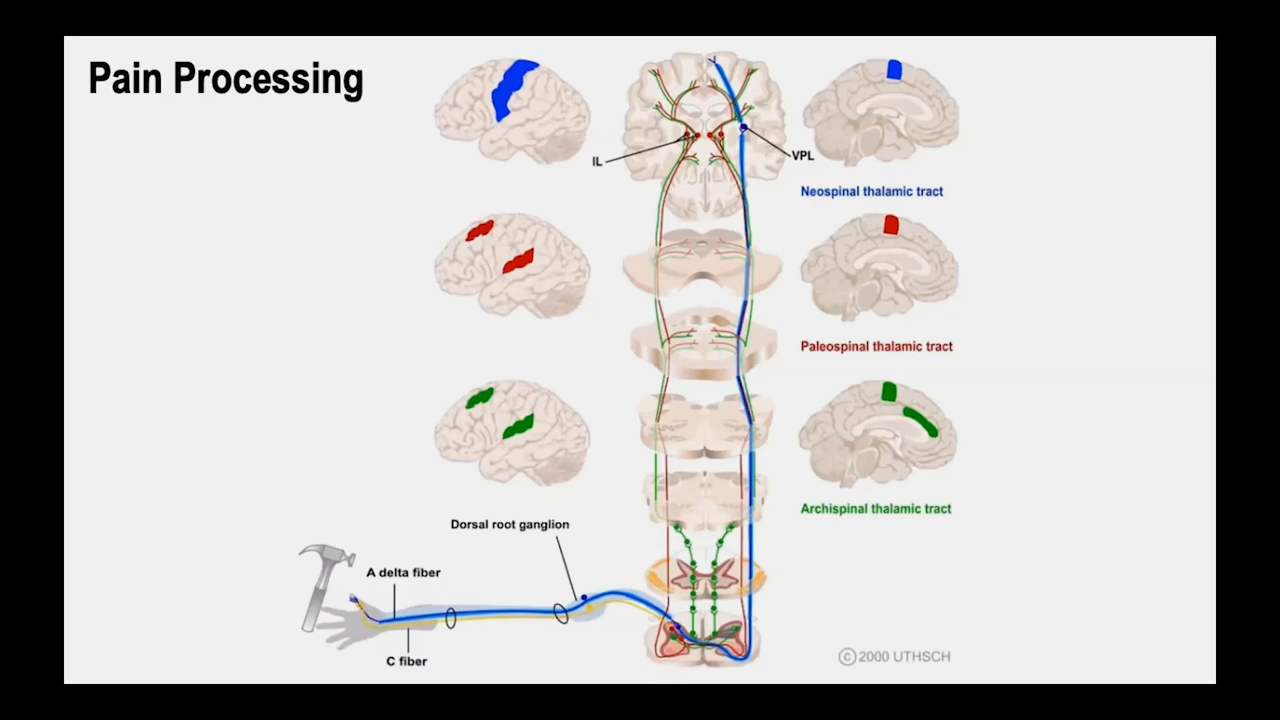 Pain Processing
IL
VPL
Neospinal thalamic tract
Paleospinal thalamic tract
Archispinal thalamic tract
Dorsal root ganglion
A delta fiber
C fiber
©2000 UTHSCH